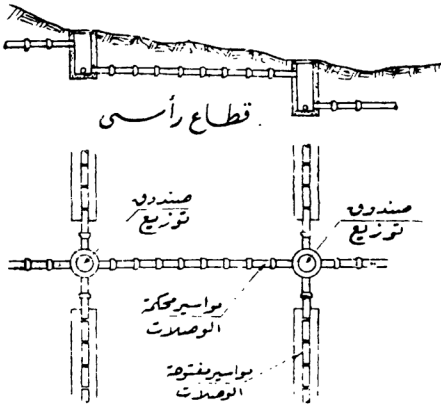 قطاع رأسى
صندوق
توزيع
صندوق
توزيع
مواسير محكمة
الوصلات
مواسير مفتوحة
الوصلات